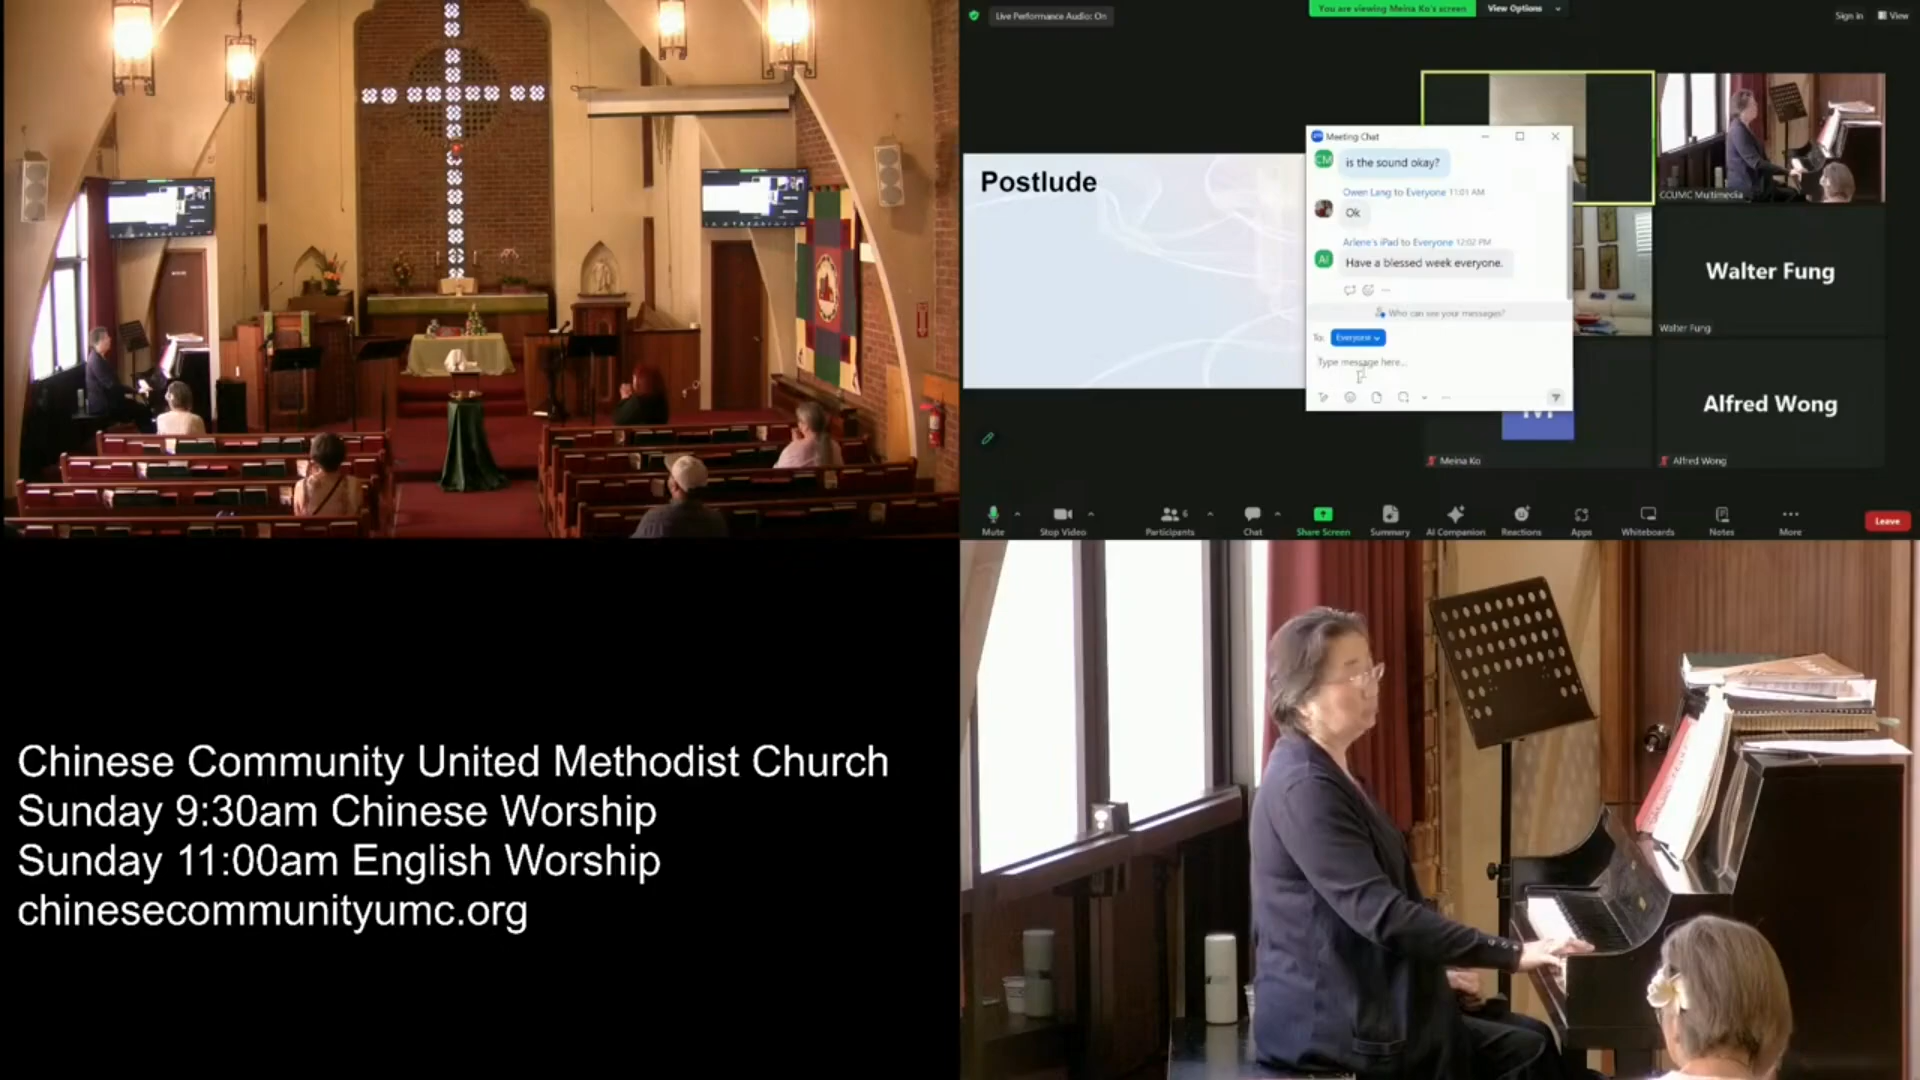 Live Performance Audio: On
You are viewing Meina Ko's screen
View Options
Sign in
View
Postlude
Meeting Chat
CM
is the sound okay?
Owen Lang to Everyone 11:01 AM
Ok
Arlene's iPad to Everyone 12:02 PM
AI
Have a blessed week everyone.
Who can see your messages?
To: Everyone
Type message here...
CCUMC Multimedia
Walter Fung
Walter Fung
Alfred Wong
Meina Ko
Alfred Wong
Mute
Stop Video
6
Participants
Chat
Share Screen
Summary
AI Companion
Reactions
Apps
Whiteboards
Notes
More
Leave
Chinese Community United Methodist Church
Sunday 9:30am Chinese Worship
Sunday 11:00am English Worship
chinesecommunityumc.org